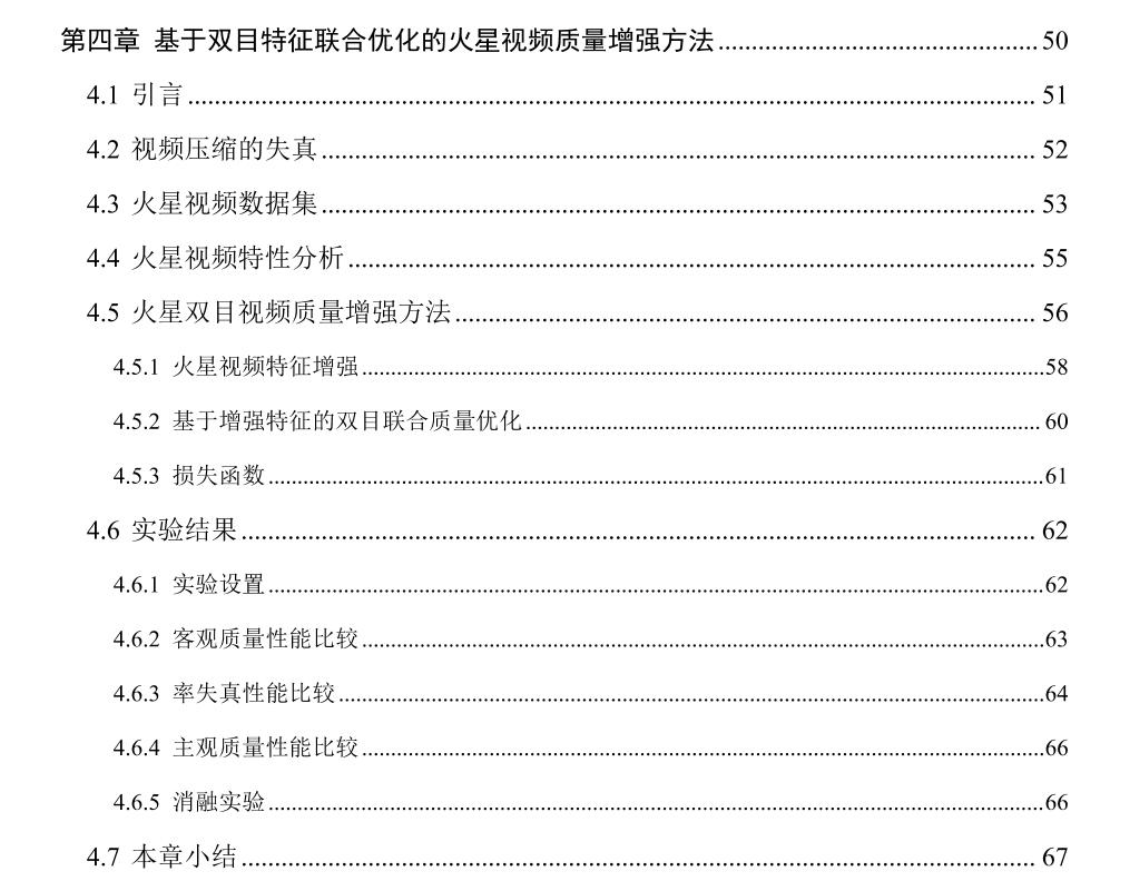 第四章 基于双目特征联合优化的火星视频质量增强方法 50
4.1 引言 51
4.2 视频压缩的失真 52
4.3 火星视频数据集 53
4.4 火星视频特性分析 55
4.5 火星双目视频质量增强方法 56
4.5.1 火星视频特征增强 58
4.5.2 基于增强特征的双目联合质量优化 60
4.5.3 损失函数 61
4.6 实验结果 62
4.6.1 实验设置 62
4.6.2 客观质量性能比较 63
4.6.3 率失真性能比较 64
4.6.4 主观质量性能比较 66
4.6.5 消融实验 66
4.7 本章小结 67